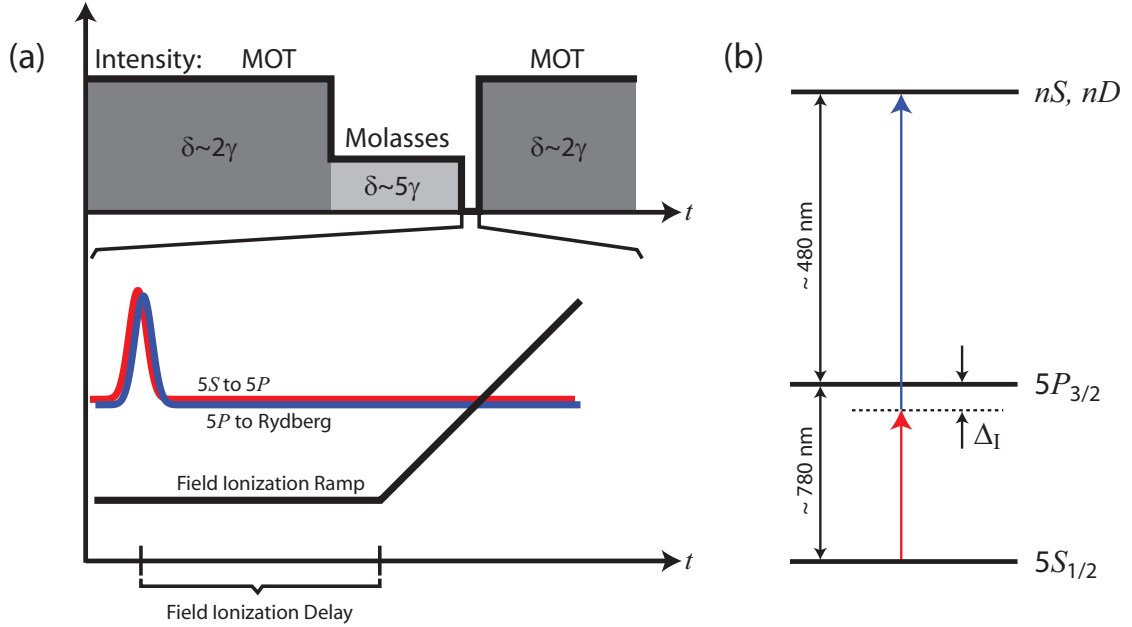 (a)
Intensity: MOT MOT
Molasses
δ~2γ δ~5γ δ~2γ
t
5S to 5P
5P to Rydberg
Field Ionization Ramp
t
Field Ionization Delay
(b)
nS, nD
~ 480 nm
5P3/2
ΔI
~ 780 nm
5S1/2